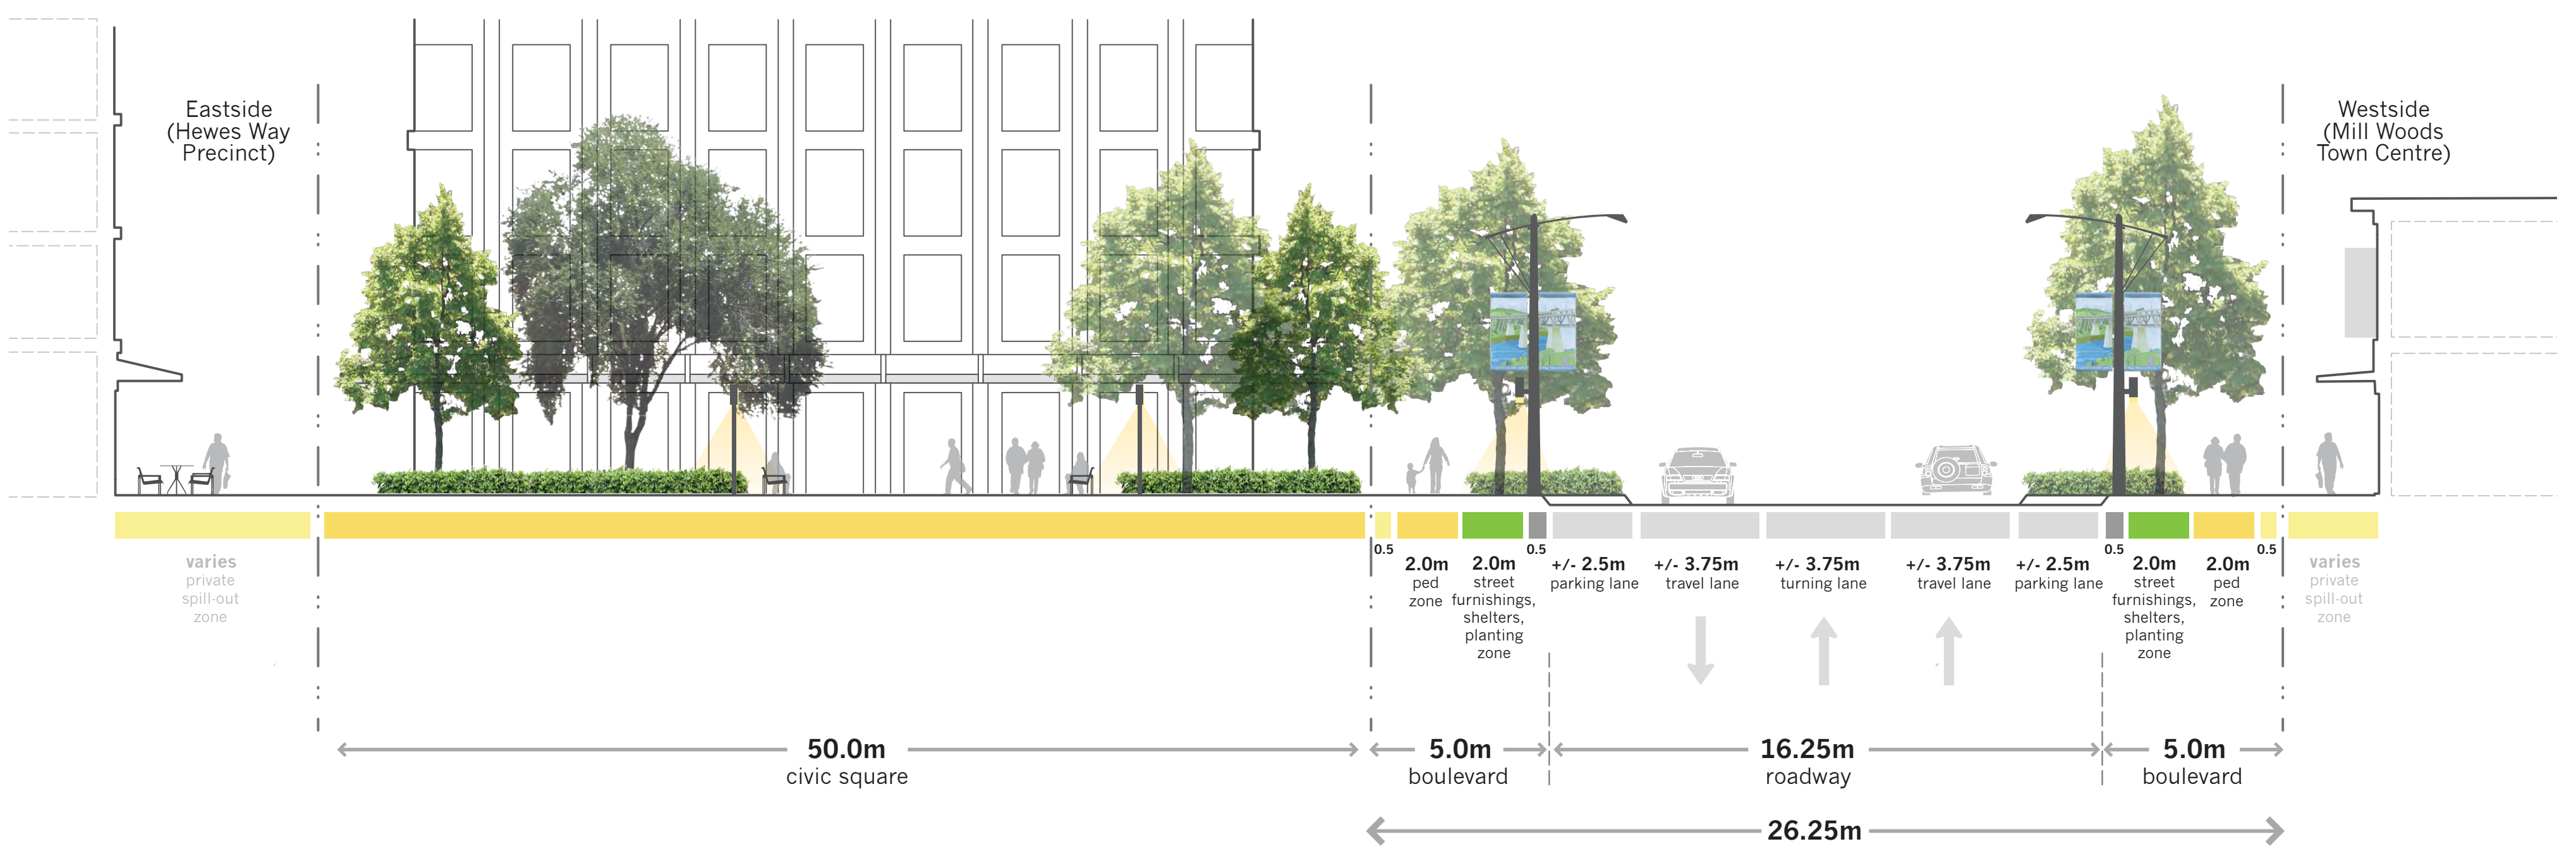 Eastside
(Hewes Way
Precinct)
Westside
(Mill Woods
Town Centre)
varies
private
spill-out
zone
0.5
2.0m
ped
zone
2.0m
street
furnishings,
shelters,
planting
zone
0.5
+/- 2.5m
parking lane
+/- 3.75m
travel lane
+/- 3.75m
turning lane
+/- 3.75m
travel lane
+/- 2.5m
parking lane
0.5
2.0m
street
furnishings,
shelters,
planting
zone
2.0m
ped
zone
0.5
varies
private
spill-out
zone
50.0m
civic square
5.0m
boulevard
16.25m
roadway
5.0m
boulevard
26.25m